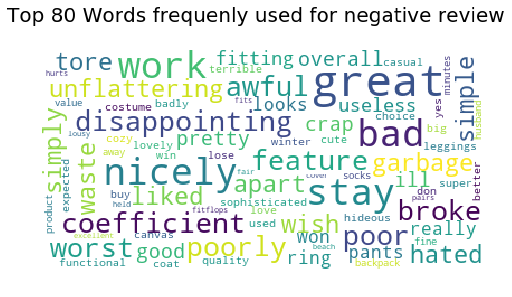 Top 80 Words frequenly used for negative review
tore
work
fitting
overall
casual
terrible
great
simple
minutes
hurts
unflattering
awful
fits
value
costume
badly
looks
useless
yes
choice
lousy
disappointing
crap
bad
big
husband
simply
expected
cozy
lovely
pretty
cute
leggings
away
win
lose
winter
feature
garbage
waste
nicely
fair
cover
socks
super
better
product
buy
liked
apart
stay
ill
don
pairs
held
sophisticated
hideous
fitflops
coefficient
love
wish
broke
excellent
canvas
used
won
poor
really
worst
good
poorly
beach
fine
functional
coat
quality
ring
pants
hated
backpack